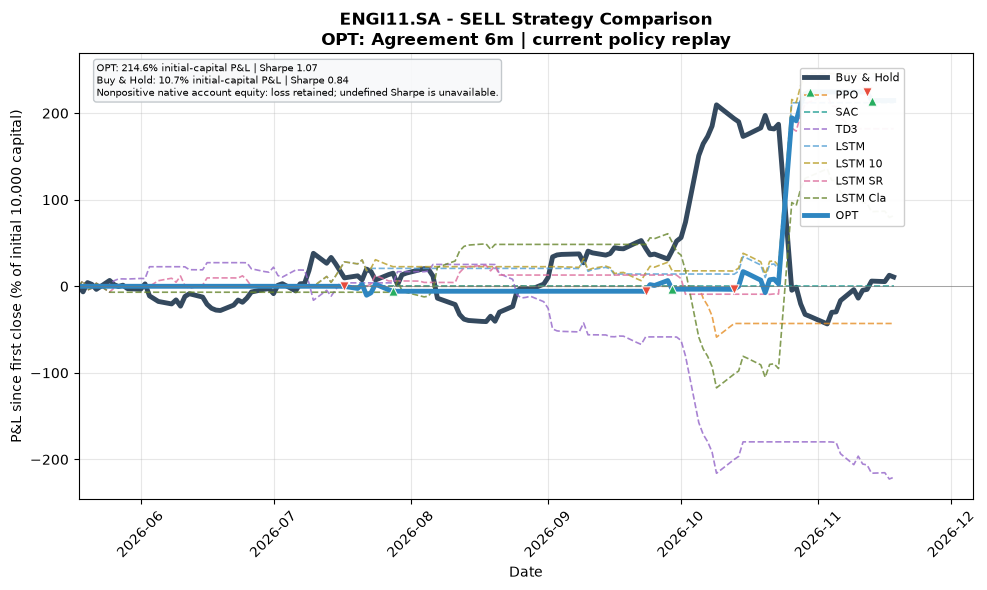 ENGI11.SA - SELL Strategy Comparison
OPT: Agreement 6m | current policy replay
OPT: 214.6% initial-capital P&L | Sharpe 1.07
Buy & Hold: 10.7% initial-capital P&L | Sharpe 0.84
Nonpositive native account equity: loss retained; undefined Sharpe is unavailable.
Buy & Hold
PPO
SAC
TD3
LSTM
LSTM 10
LSTM SR
LSTM Cla
OPT
P&L since first close (% of initial 10,000 capital)
200
100
0
−100
−200
2026-06
2026-07
2026-08
2026-09
2026-10
2026-11
2026-12
Date